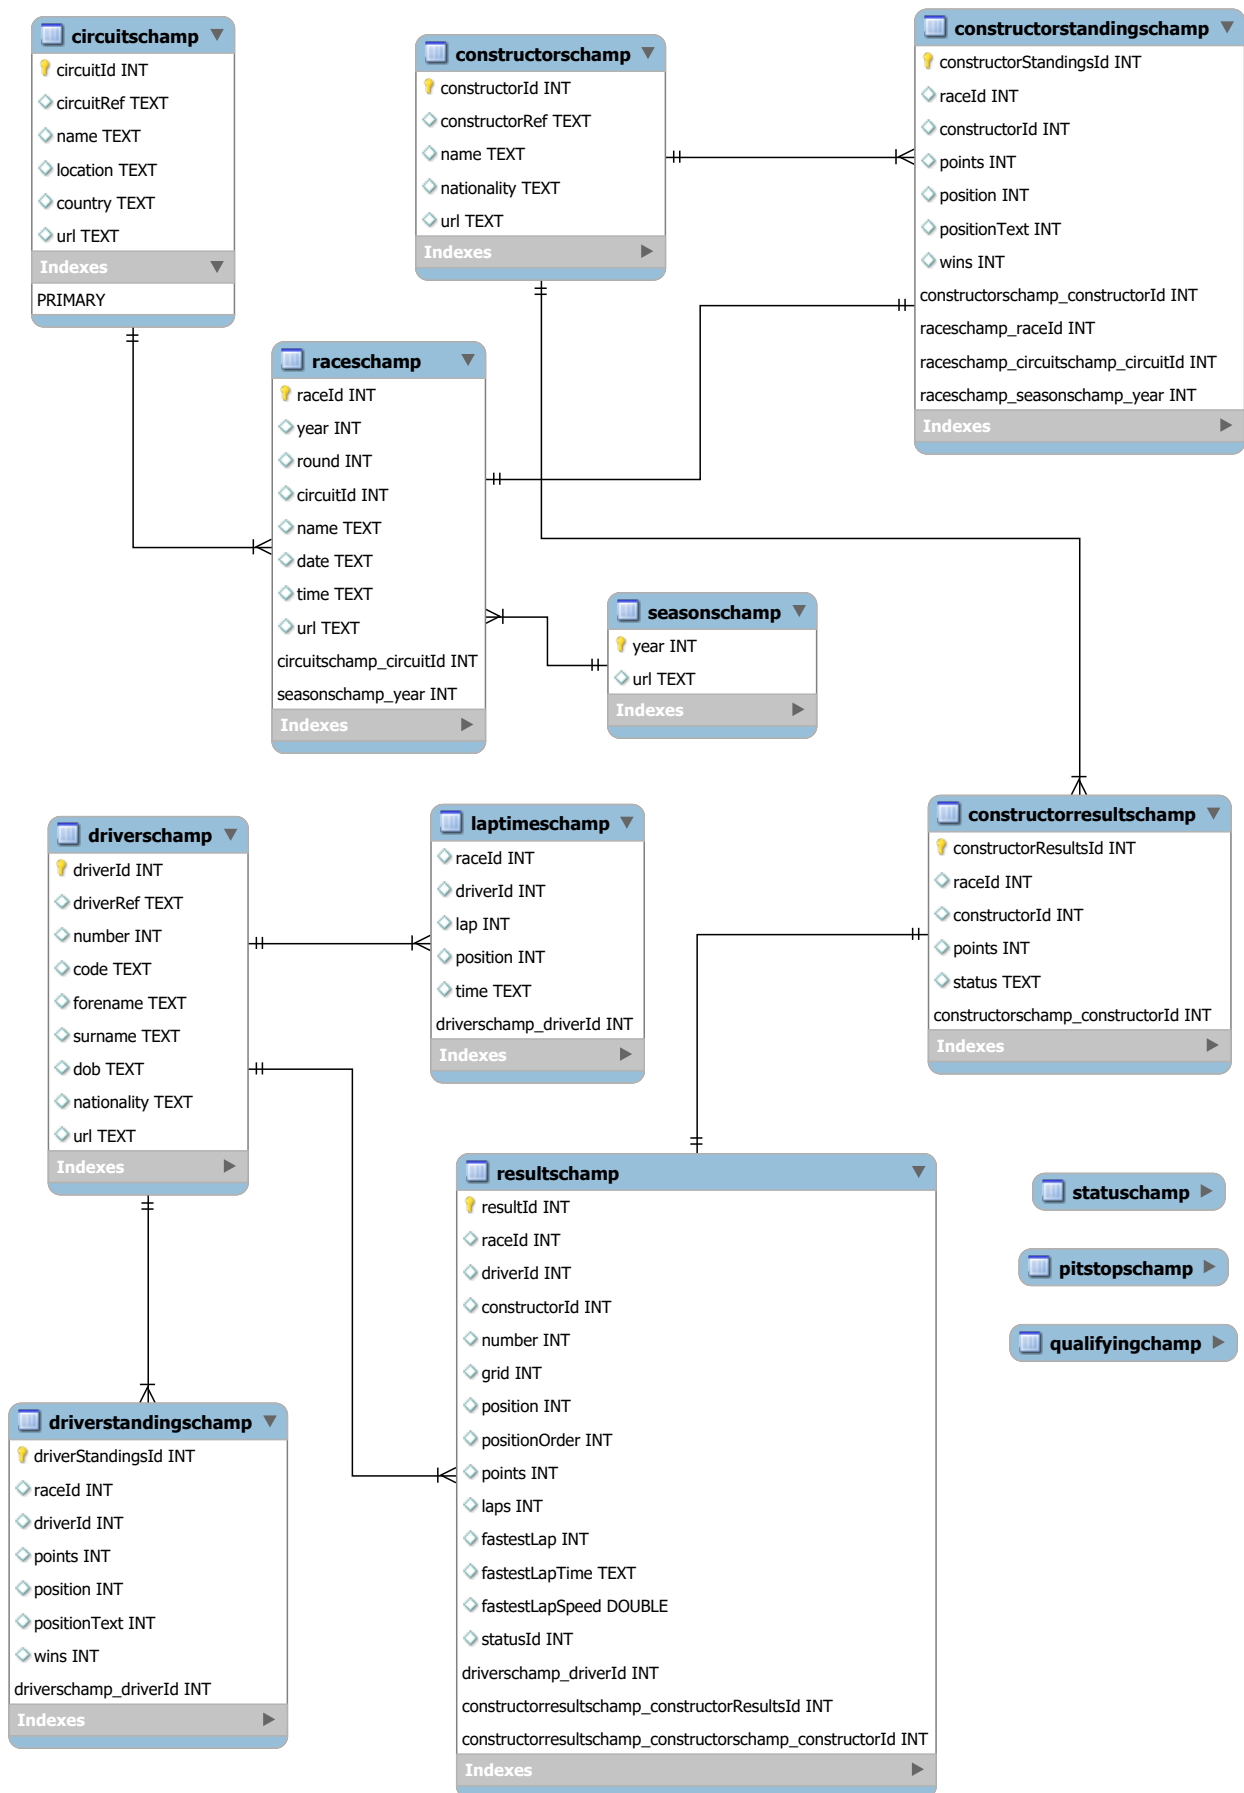 circuitschamp
circuitId INT
circuitRef TEXT
name TEXT
location TEXT
country TEXT
url TEXT
Indexes
PRIMARY
constructorschamp
constructorId INT
constructorRef TEXT
name TEXT
nationality TEXT
url TEXT
Indexes
constructorstandingschamp
constructorStandingsId INT
raceId INT
constructorId INT
points INT
position INT
positionText INT
wins INT
constructorschamp_constructorId INT
raceschamp_raceId INT
raceschamp_circuitschamp_circuitId INT
raceschamp_seasonschamp_year INT
Indexes
raceschamp
raceId INT
year INT
round INT
circuitId INT
name TEXT
date TEXT
time TEXT
url TEXT
circuitschamp_circuitId INT
seasonschamp_year INT
Indexes
seasonschamp
year INT
url TEXT
Indexes
driverschamp
driverId INT
driverRef TEXT
number INT
code TEXT
forename TEXT
surname TEXT
dob TEXT
nationality TEXT
url TEXT
Indexes
laptimeschamp
raceId INT
driverId INT
lap INT
position INT
time TEXT
driverschamp_driverId INT
Indexes
constructorresultschamp
constructorResultsId INT
raceId INT
constructorId INT
points INT
status TEXT
constructorschamp_constructorId INT
Indexes
resultschamp
resultId INT
raceId INT
driverId INT
constructorId INT
number INT
grid INT
position INT
positionOrder INT
points INT
laps INT
fastestLap INT
fastestLapTime TEXT
fastestLapSpeed DOUBLE
statusId INT
driverschamp_driverId INT
constructorresultschamp_constructorResultsId INT
constructorresultschamp_constructorschamp_constructorId INT
Indexes
statuschamp
pitstopschamp
qualifyingchamp
driverstandingschamp
driverStandingsId INT
raceId INT
driverId INT
points INT
position INT
positionText INT
wins INT
driverschamp_driverId INT
Indexes